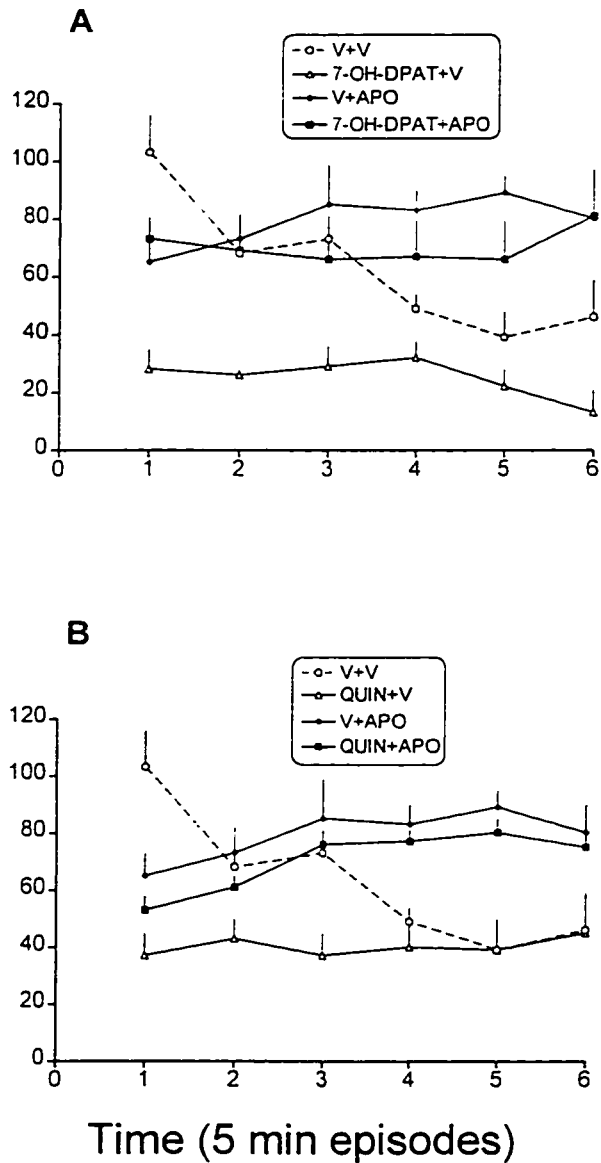 A
V+V
7-OH-DPAT+V
V+APO
7-OH-DPAT+APO
120
100
80
60
40
20
0
0 1 2 3 4 5 6
B
V+V
QUIN+V
V+APO
QUIN+APO
120
100
80
60
40
20
0
0 1 2 3 4 5 6
Time (5 min episodes)